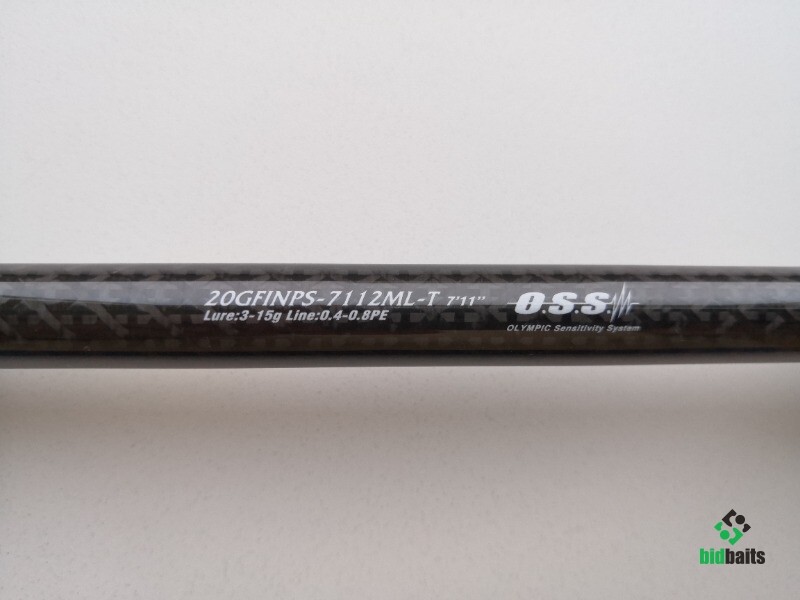 20GFINPS-7112ML-T 7'11" O.S.S.
Lure:3-15g Line:0.4-0.8PE
OLYMPIC Sensitivity System
bidbaits